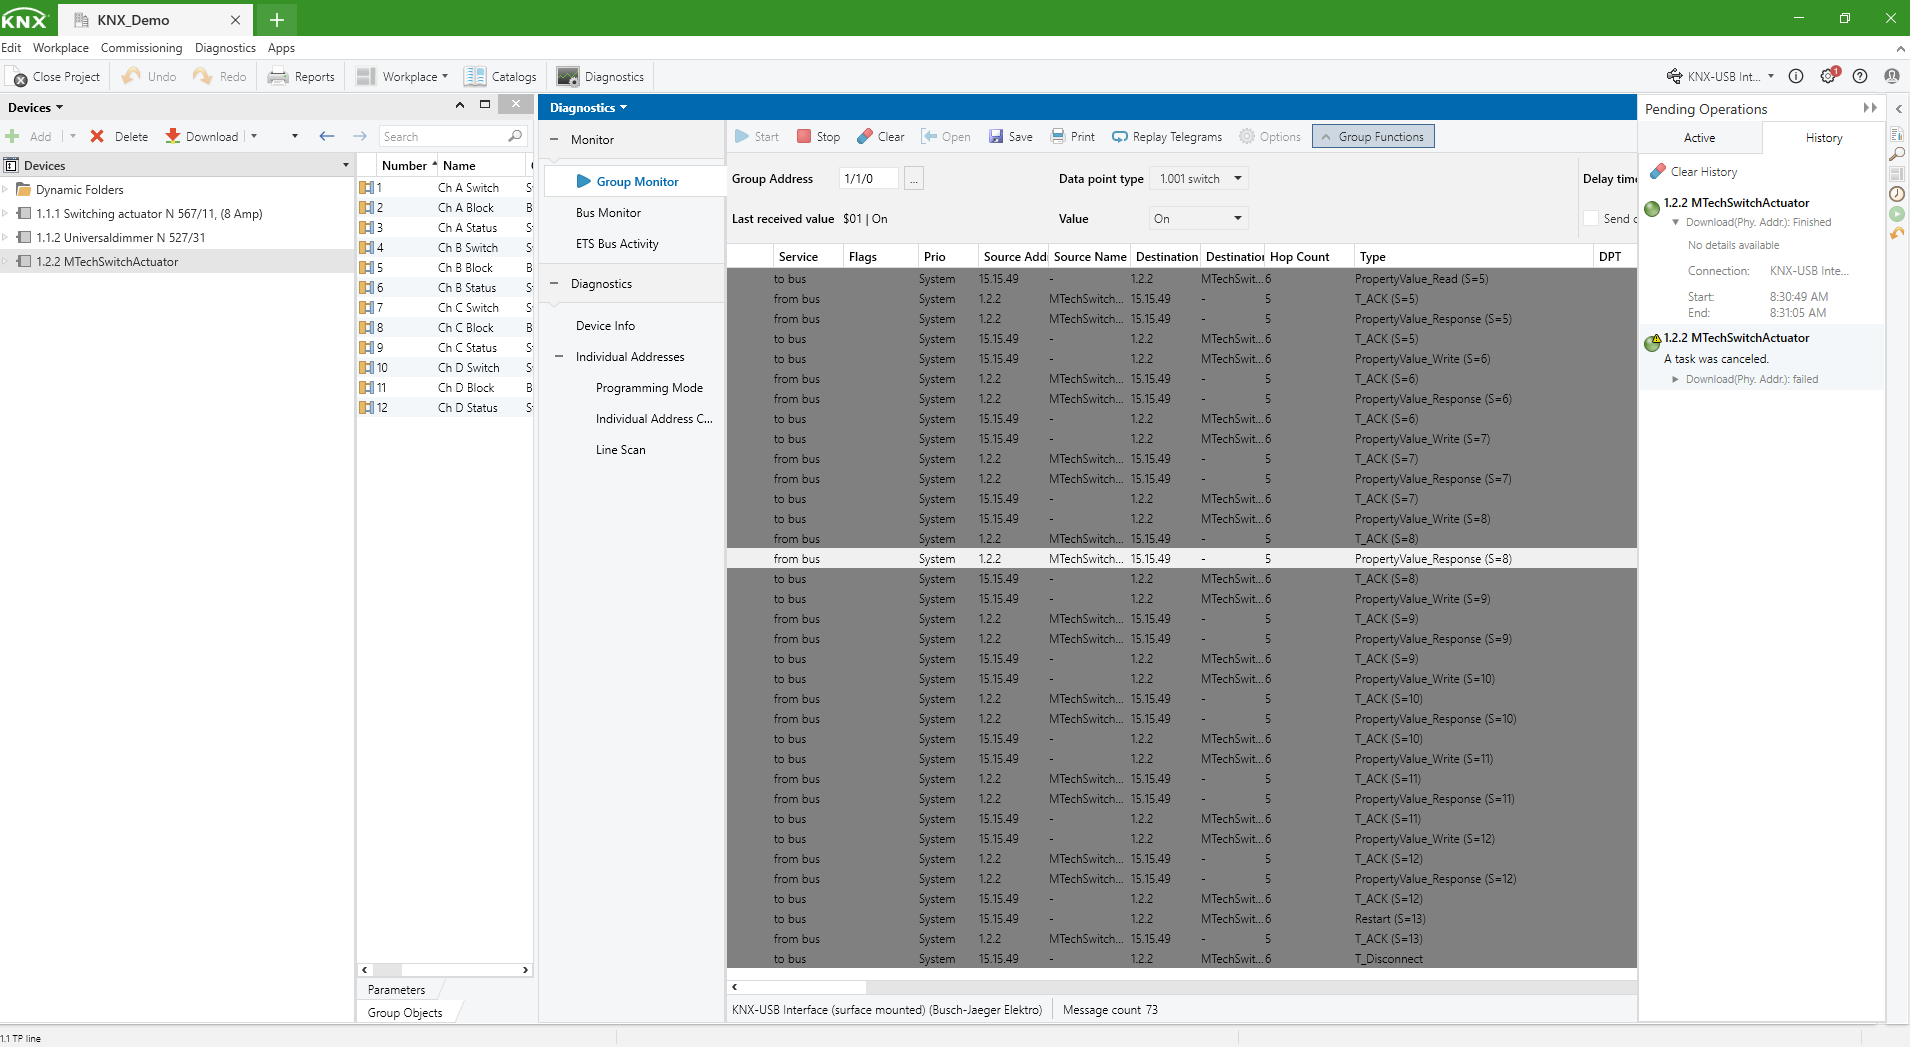 KNX KNX_Demo
Edit Workplace Commissioning Diagnostics Apps
Close Project Undo Redo Reports Workplace Catalogs Diagnostics KNX-USB Int... 1
Devices
Add Delete Download Search
Devices
Dynamic Folders
1.1.1 Switching actuator N 567/11, (8 Amp)
1.1.2 Universaldimmer N 527/31
1.2.2 MTechSwitchActuator
Number Name
1 Ch A Switch
2 Ch A Block B
3 Ch A Status
4 Ch B Switch
5 Ch B Block B
6 Ch B Status
7 Ch C Switch
8 Ch C Block B
9 Ch C Status
10 Ch D Switch
11 Ch D Block B
12 Ch D Status
Parameters
Group Objects
Diagnostics
Monitor
Group Monitor
Bus Monitor
ETS Bus Activity
Diagnostics
Device Info
Individual Addresses
Programming Mode
Individual Address C...
Line Scan
Start Stop Clear Open Save Print Replay Telegrams Options Group Functions
Group Address 1/1/0 ... Data point type 1.001 switch Delay time
Last received value $01 | On Value On Send
Service Flags Prio Source Add Source Name Destination Destination Hop Count Type DPT
to bus System 15.15.49 - 1.2.2 MTechSwit... 6 PropertyValue_Read (S=5)
from bus System 1.2.2 MTechSwitch... 15.15.49 - 5 T_ACK (S=5)
from bus System 1.2.2 MTechSwitch... 15.15.49 - 5 PropertyValue_Response (S=5)
to bus System 15.15.49 - 1.2.2 MTechSwit... 6 T_ACK (S=5)
to bus System 15.15.49 - 1.2.2 MTechSwit... 6 PropertyValue_Write (S=6)
from bus System 1.2.2 MTechSwitch... 15.15.49 - 5 T_ACK (S=6)
from bus System 1.2.2 MTechSwitch... 15.15.49 - 5 PropertyValue_Response (S=6)
to bus System 15.15.49 - 1.2.2 MTechSwit... 6 T_ACK (S=6)
to bus System 15.15.49 - 1.2.2 MTechSwit... 6 PropertyValue_Write (S=7)
from bus System 1.2.2 MTechSwitch... 15.15.49 - 5 T_ACK (S=7)
from bus System 1.2.2 MTechSwitch... 15.15.49 - 5 PropertyValue_Response (S=7)
to bus System 15.15.49 - 1.2.2 MTechSwit... 6 T_ACK (S=7)
to bus System 15.15.49 - 1.2.2 MTechSwit... 6 PropertyValue_Write (S=8)
from bus System 1.2.2 MTechSwitch... 15.15.49 - 5 T_ACK (S=8)
from bus System 1.2.2 MTechSwitch... 15.15.49 - 5 PropertyValue_Response (S=8)
to bus System 15.15.49 - 1.2.2 MTechSwit... 6 T_ACK (S=8)
to bus System 15.15.49 - 1.2.2 MTechSwit... 6 PropertyValue_Write (S=9)
from bus System 1.2.2 MTechSwitch... 15.15.49 - 5 T_ACK (S=9)
from bus System 1.2.2 MTechSwitch... 15.15.49 - 5 PropertyValue_Response (S=9)
to bus System 15.15.49 - 1.2.2 MTechSwit... 6 T_ACK (S=9)
to bus System 15.15.49 - 1.2.2 MTechSwit... 6 PropertyValue_Write (S=10)
from bus System 1.2.2 MTechSwitch... 15.15.49 - 5 T_ACK (S=10)
from bus System 1.2.2 MTechSwitch... 15.15.49 - 5 PropertyValue_Response (S=10)
to bus System 15.15.49 - 1.2.2 MTechSwit... 6 T_ACK (S=10)
to bus System 15.15.49 - 1.2.2 MTechSwit... 6 PropertyValue_Write (S=11)
from bus System 1.2.2 MTechSwitch... 15.15.49 - 5 T_ACK (S=11)
from bus System 1.2.2 MTechSwitch... 15.15.49 - 5 PropertyValue_Response (S=11)
to bus System 15.15.49 - 1.2.2 MTechSwit... 6 T_ACK (S=11)
to bus System 15.15.49 - 1.2.2 MTechSwit... 6 PropertyValue_Write (S=12)
from bus System 1.2.2 MTechSwitch... 15.15.49 - 5 T_ACK (S=12)
from bus System 1.2.2 MTechSwitch... 15.15.49 - 5 PropertyValue_Response (S=12)
to bus System 15.15.49 - 1.2.2 MTechSwit... 6 T_ACK (S=12)
to bus System 15.15.49 - 1.2.2 MTechSwit... 6 Restart (S=13)
from bus System 1.2.2 MTechSwitch... 15.15.49 - 5 T_ACK (S=13)
to bus System 15.15.49 - 1.2.2 MTechSwit... 6 T_Disconnect
KNX-USB Interface (surface mounted) (Busch-Jaeger Elektro) Message count 73
Pending Operations
Active History
Clear History
1.2.2 MTechSwitchActuator
Download(Phy. Addr.): Finished
No details available
Connection: KNX-USB Inte...
Start: 8:30:49 AM
End: 8:31:05 AM
1.2.2 MTechSwitchActuator
A task was canceled.
Download(Phy. Addr.): failed
1.1 TP line